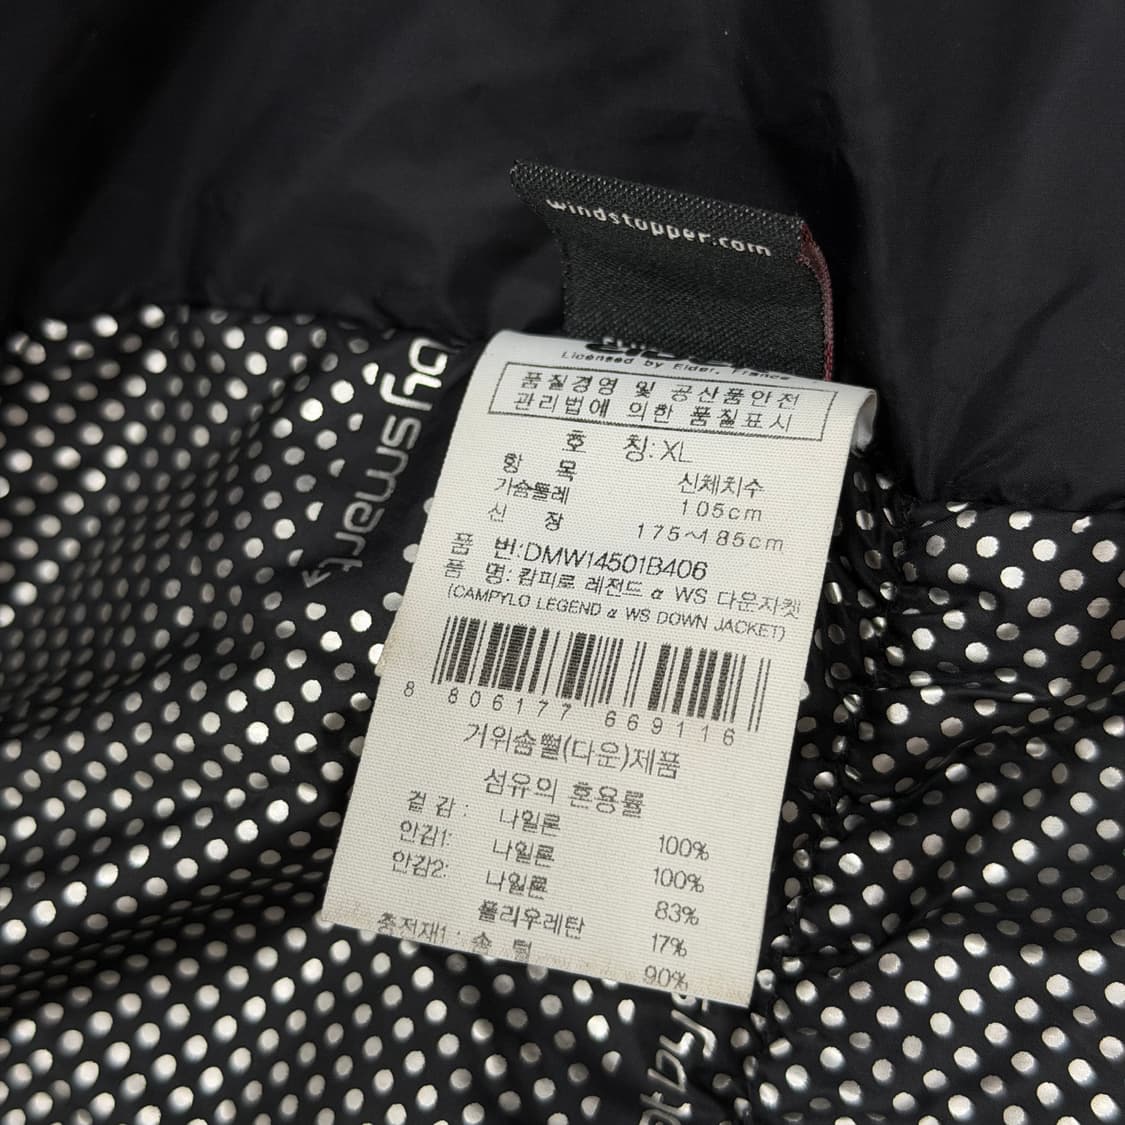 windstopper.com
Licensed by Eider, France
품질경영 및 공산품안전
관리법에 의한 품질표시
호 칭: XL
항 목 신체치수
가슴둘레 105cm
신 장 175~185cm
품 번: DMW14501B406
품 명: 캄피로 레전드 α WS 다운자켓
(CAMPYLO LEGEND α WS DOWN JACKET)
8 806177 669116
거위솜털(다운)제품
섬유의 혼용률
겉감: 나일론 100%
안감1: 나일론 100%
안감2: 나일론 83%
폴리우레탄 17%
충전재1: 솜 털 90%